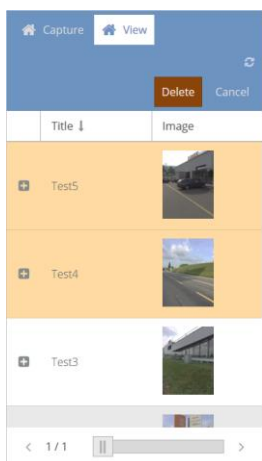 Capture View
Delete Cancel
Title ↓ Image
Test5
Test4
Test3
< 1 / 1 >